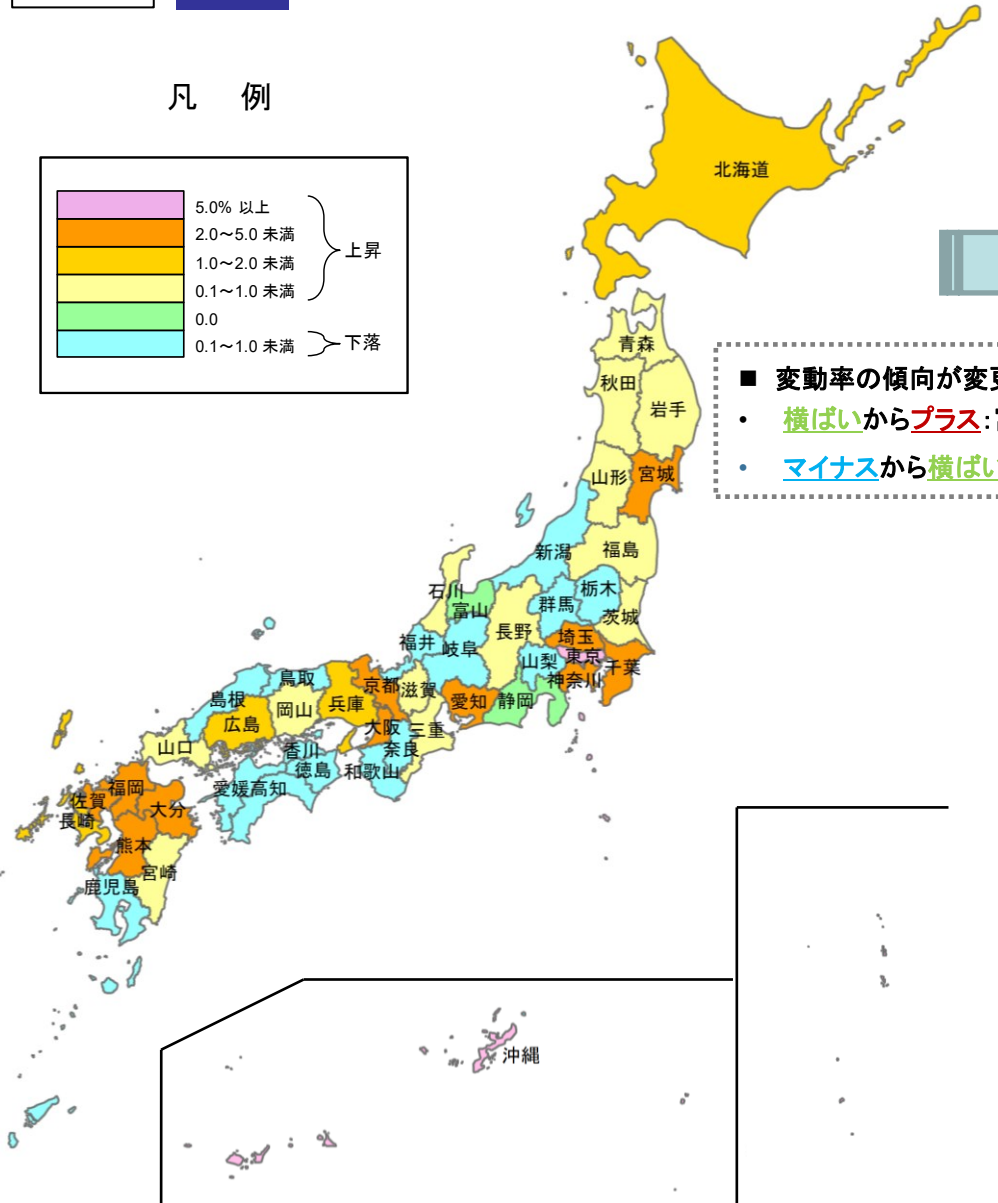 凡 例
5.0% 以上
2.0～5.0 未満
1.0～2.0 未満
上昇
0.1～1.0 未満
0.0
0.1～1.0 未満
下落
北海道
青森
秋田
岩手
■ 変動率の傾向が変
• 横ばいからプラス:
• マイナスから横ばい
山形
宮城
新潟
福島
石川
富山
群馬
栃木
茨城
長野
福井
岐阜
埼玉
東京
山梨
千葉
神奈川
鳥取
島根
岡山
兵庫
京都
滋賀
愛知
静岡
広島
大阪
三重
山口
香川
奈良
徳島
和歌山
愛媛
高知
福岡
佐賀
大分
長崎
熊本
宮崎
鹿児島
沖縄